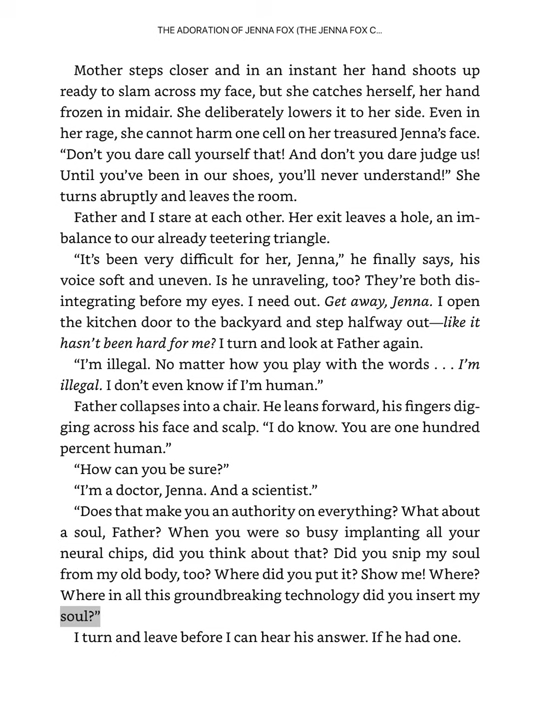 THE ADORATION OF JENNA FOX (THE JENNA FOX C...
Mother steps closer and in an instant her hand shoots up
ready to slam across my face, but she catches herself, her hand
frozen in midair. She deliberately lowers it to her side. Even in
her rage, she cannot harm one cell on her treasured Jenna’s face.
“Don’t you dare call yourself that! And don’t you dare judge us!
Until you’ve been in our shoes, you’ll never understand!” She
turns abruptly and leaves the room.
Father and I stare at each other. Her exit leaves a hole, an im-
balance to our already teetering triangle.
“It’s been very difficult for her, Jenna,” he finally says, his
voice soft and uneven. Is he unraveling, too? They’re both dis-
integrating before my eyes. I need out. Get away, Jenna. I open
the kitchen door to the backyard and step halfway out—like it
hasn’t been hard for me? I turn and look at Father again.
“I’m illegal. No matter how you play with the words . . . I’m
illegal. I don’t even know if I’m human.”
Father collapses into a chair. He leans forward, his fingers dig-
ging across his face and scalp. “I do know. You are one hundred
percent human.”
“How can you be sure?”
“I’m a doctor, Jenna. And a scientist.”
“Does that make you an authority on everything? What about
a soul, Father? When you were so busy implanting all your
neural chips, did you think about that? Did you snip my soul
from my old body, too? Where did you put it? Show me! Where?
Where in all this groundbreaking technology did you insert my
soul?”
I turn and leave before I can hear his answer. If he had one.